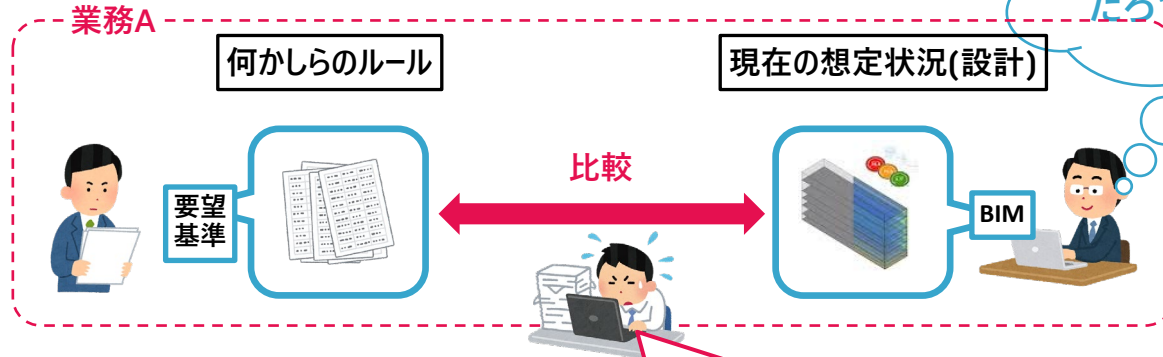 業務A
何かしらのルール
現在の想定状況(設計)
比較
要望
基準
BIM